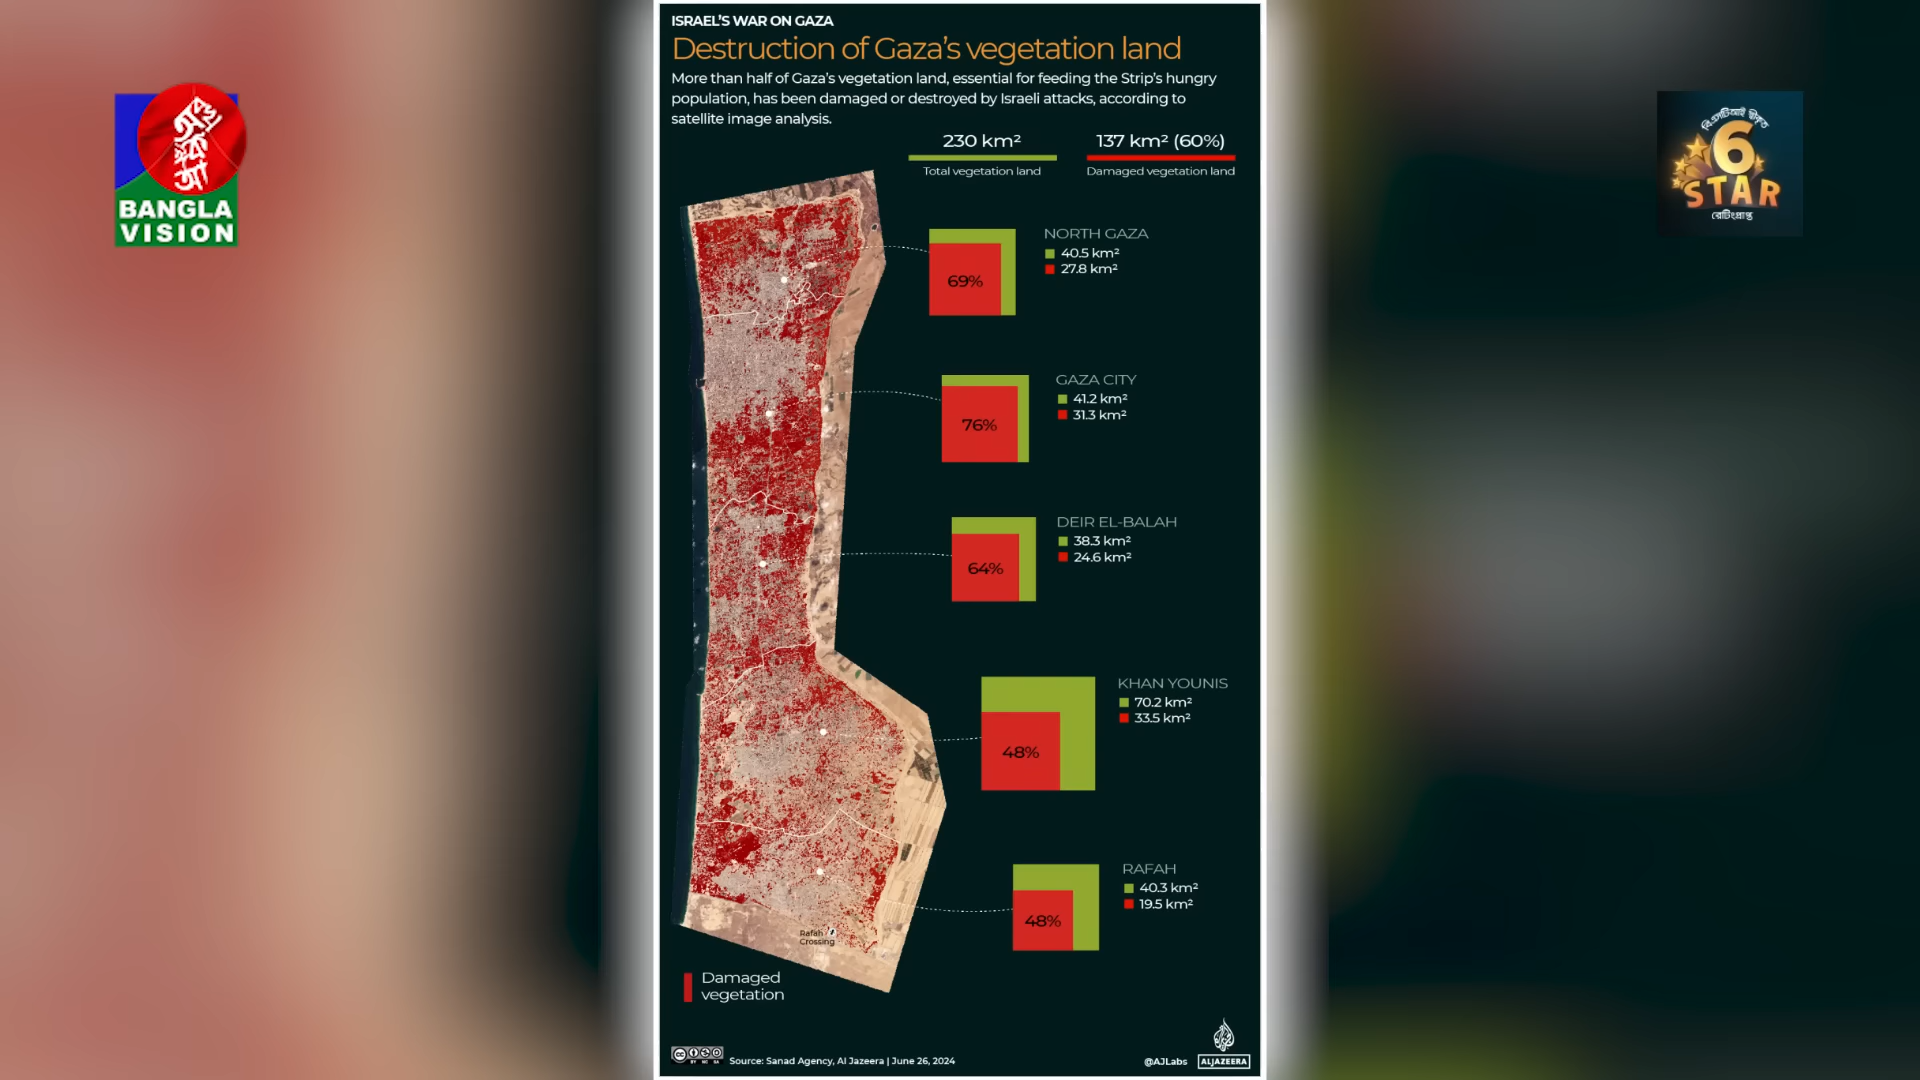 ISRAEL'S WAR ON GAZA
Destruction of Gaza's vegetation land
More than half of Gaza's vegetation land, essential for feeding the Strip's hungry
population, has been damaged or destroyed by Israeli attacks, according to
satellite image analysis.
230 km²
Total vegetation land
137 km² (60%)
Damaged vegetation land
BANGLA
VISION
6
STAR
রেটিংপ্রাপ্ত
NORTH GAZA
40.5 km²
27.8 km²
69%
GAZA CITY
41.2 km²
31.3 km²
76%
DEIR EL-BALAH
38.3 km²
24.6 km²
64%
KHAN YOUNIS
70.2 km²
33.5 km²
48%
RAFAH
40.3 km²
19.5 km²
48%
Rafah
Crossing
Damaged
vegetation
Source: Sanad Agency, Al Jazeera | June 26, 2024
@AJLabs
ALJAZEERA